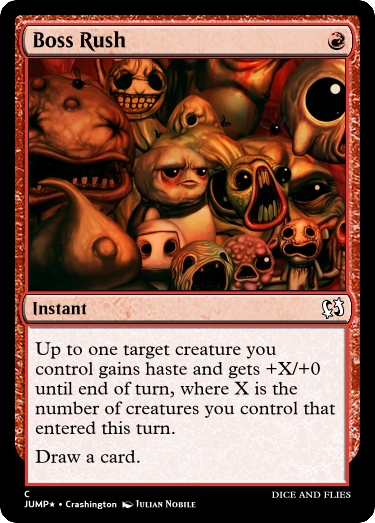 Boss Rush
Instant
Up to one target creature you
control gains haste and gets +X/+0
until end of turn, where X is the
number of creatures you control that
entered this turn.
Draw a card.
C
JUMP★ • Crashington Julian Nobile
DICE AND FLIES